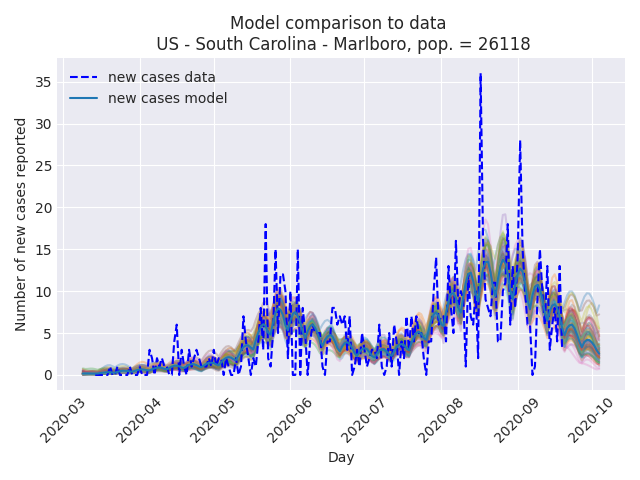 Model comparison to data
US - South Carolina - Marlboro, pop. = 26118
new cases data
new cases model
Number of new cases reported
35
30
25
20
15
10
5
0
2020-03
2020-04
2020-05
2020-06
2020-07
2020-08
2020-09
2020-10
Day